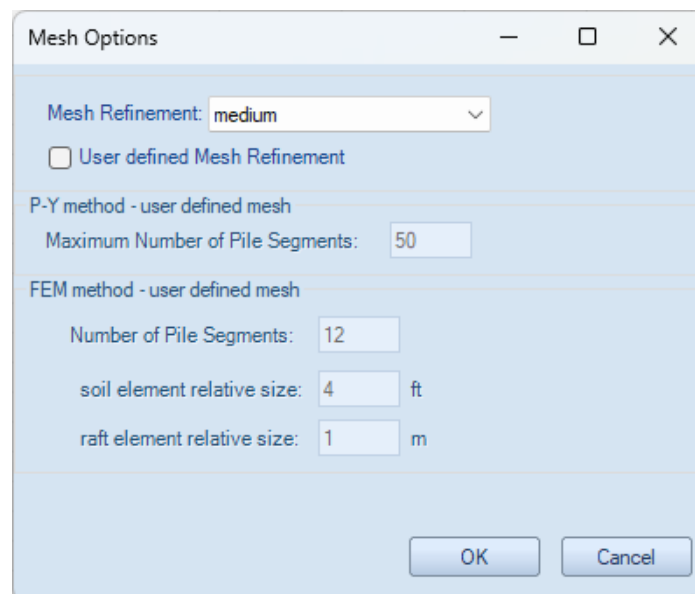 Mesh Options
Mesh Refinement: medium
User defined Mesh Refinement
P-Y method - user defined mesh
Maximum Number of Pile Segments: 50
FEM method - user defined mesh
Number of Pile Segments: 12
soil element relative size: 4 ft
raft element relative size: 1 m
OK Cancel